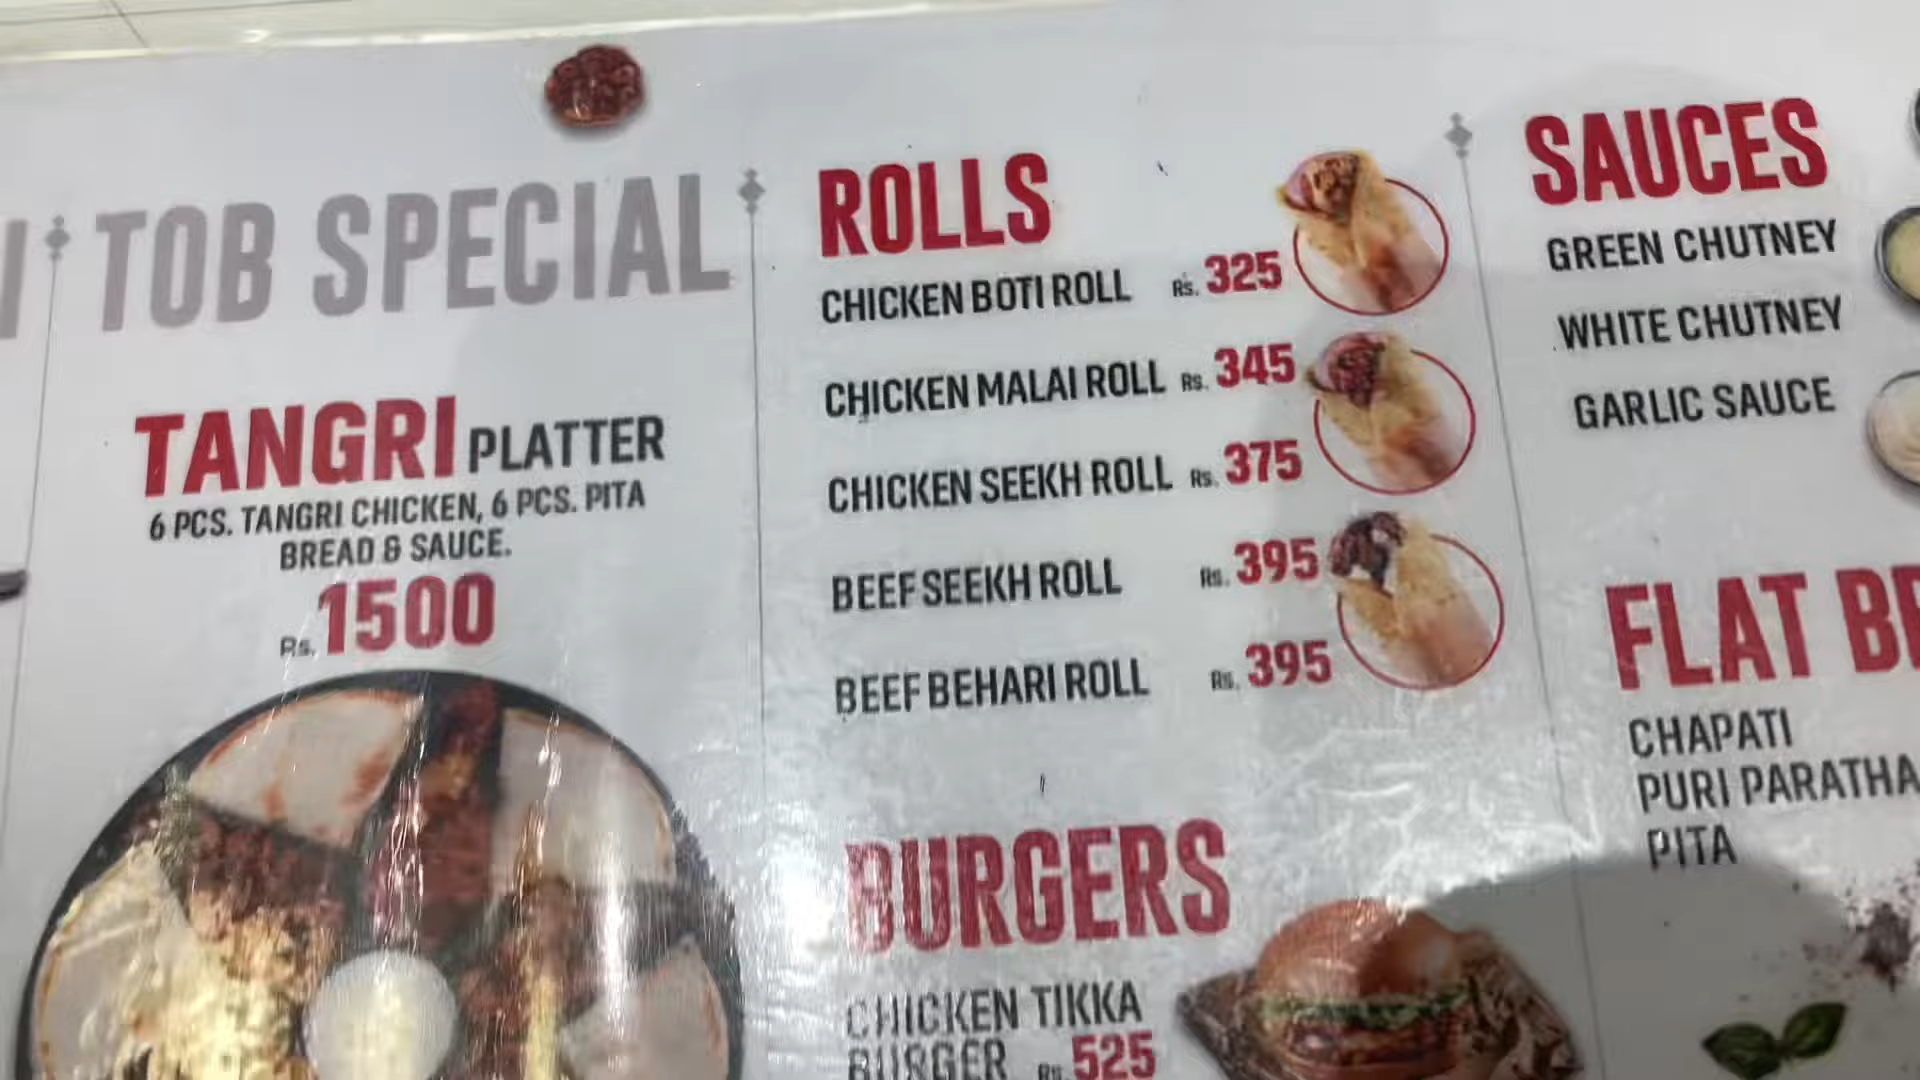 TOB SPECIAL
TANGRI PLATTER
6 PCS. TANGRI CHICKEN, 6 PCS. PITA
BREAD & SAUCE.
Rs. 1500
ROLLS
CHICKEN BOTI ROLL Rs. 325
CHICKEN MALAI ROLL Rs. 345
CHICKEN SEEKH ROLL Rs. 375
BEEF SEEKH ROLL Rs. 395
BEEF BEHARI ROLL Rs. 395
BURGERS
CHICKEN TIKKA
BURGER Rs. 525
SAUCES
GREEN CHUTNEY
WHITE CHUTNEY
GARLIC SAUCE
FLAT
CHAPATI
PURI PARATHA
PITA